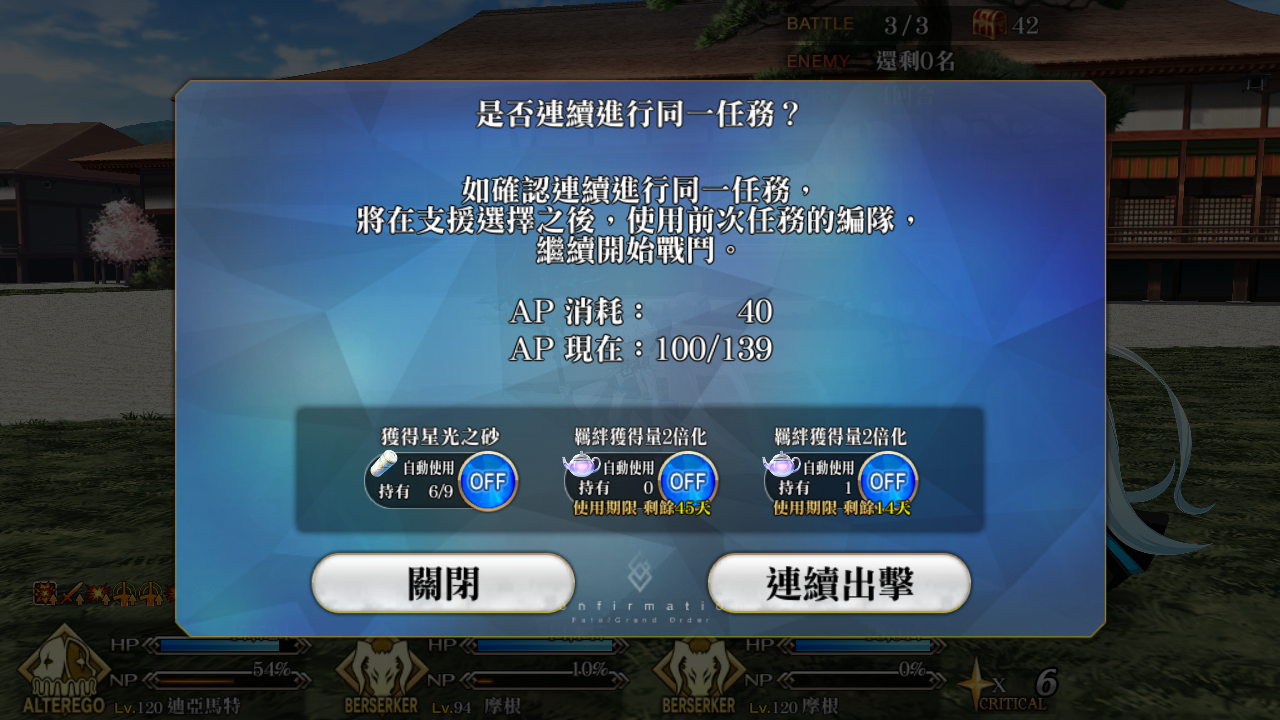 BATTLE 3/3 42
ENEMY 還剩0名
是否連續進行同一任務？
如確認連續進行同一任務，
將在支援選擇之後，使用前次任務的編隊，
繼續開始戰鬥。
AP 消耗： 40
AP 現在：100/139
獲得星光之砂 羈絆獲得量2倍化 羈絆獲得量2倍化
自動使用 OFF 自動使用 OFF 自動使用 OFF
持有 6/9 持有 0 持有 1
使用期限 剩餘45天 使用期限 剩餘14天
關閉 連續出擊
Fate/Grand Order
HP HP HP
NP 54% NP 10% NP 0% X 6
ALTEREGO Lv.120 迪亞馬特 BERSERKER Lv.94 摩根 BERSERKER Lv.120 摩根 CRITICAL